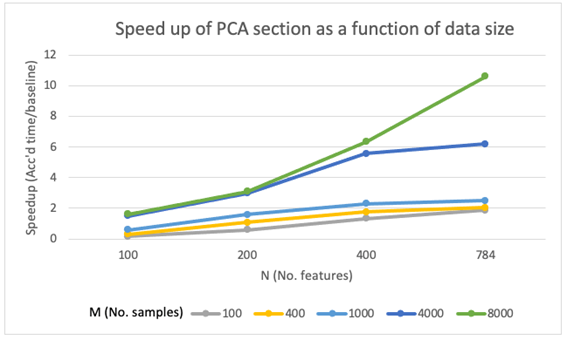 Speed up of PCA section as a function of data size
Speedup (Acc'd time/baseline)
12
10
8
6
4
2
0
100 200 400 784
N (No. features)
M (No. samples) 100 400 1000 4000 8000